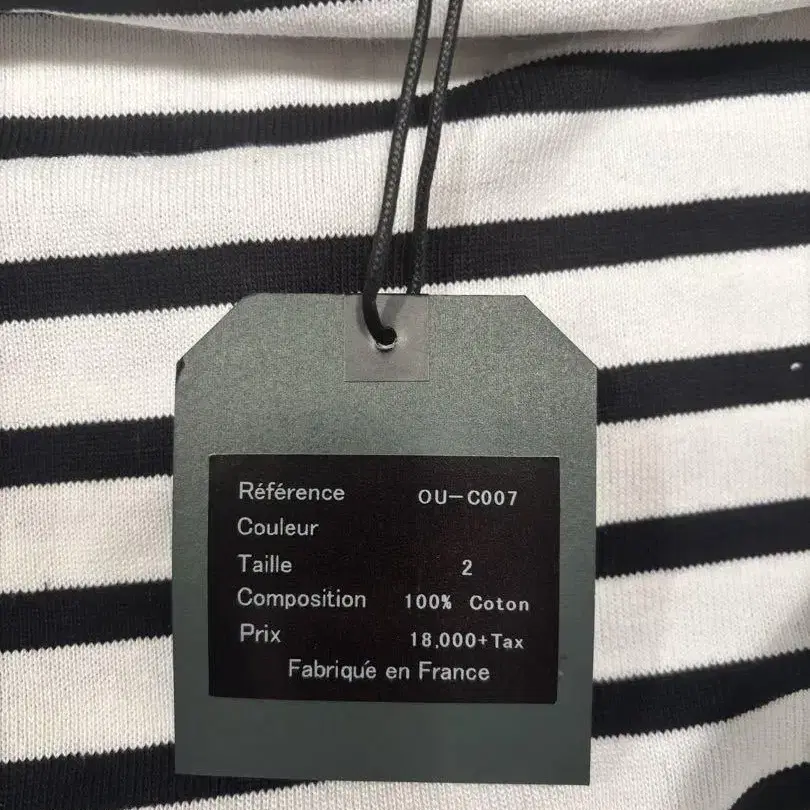 Référence OU-C007
Couleur
Taille 2
Composition 100% Coton
Prix 18,000+Tax
Fabriqué en France